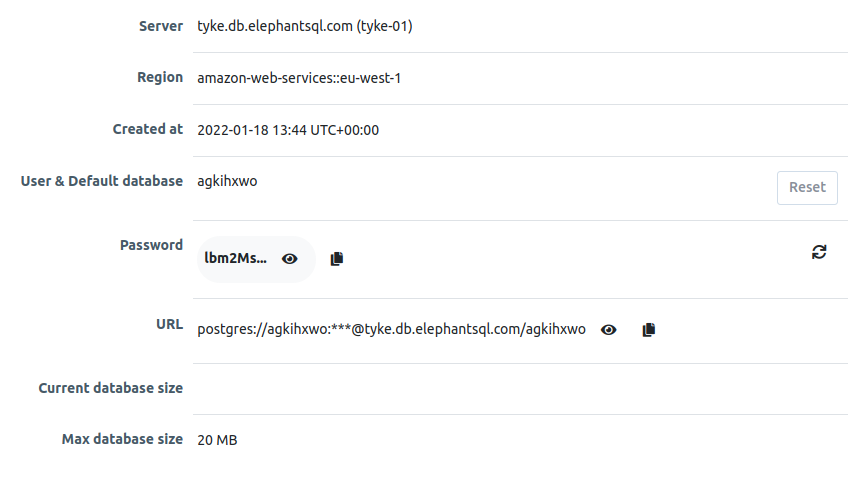 Server tyke.db.elephantsql.com (tyke-01)
Region amazon-web-services::eu-west-1
Created at 2022-01-18 13:44 UTC+00:00
User & Default database agkihxwo Reset
Password lbm2Ms...
URL postgres://agkihxwo:***@tyke.db.elephantsql.com/agkihxwo
Current database size
Max database size 20 MB